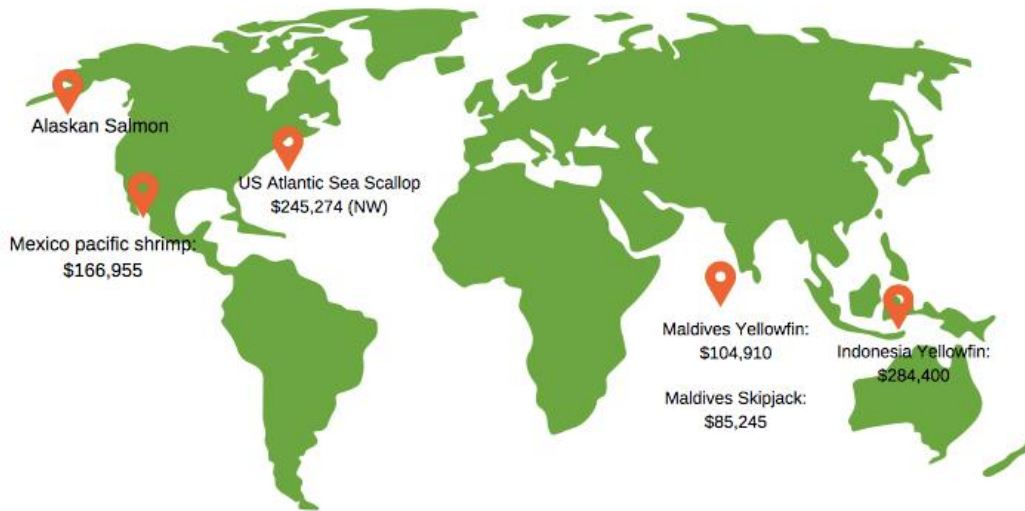 Alaskan Salmon
US Atlantic Sea Scallop
$245,274 (NW)
Mexico pacific shrimp:
$166,955
Maldives Yellowfin:
$104,910
Maldives Skipjack:
$85,245
Indonesia Yellowfin:
$284,400